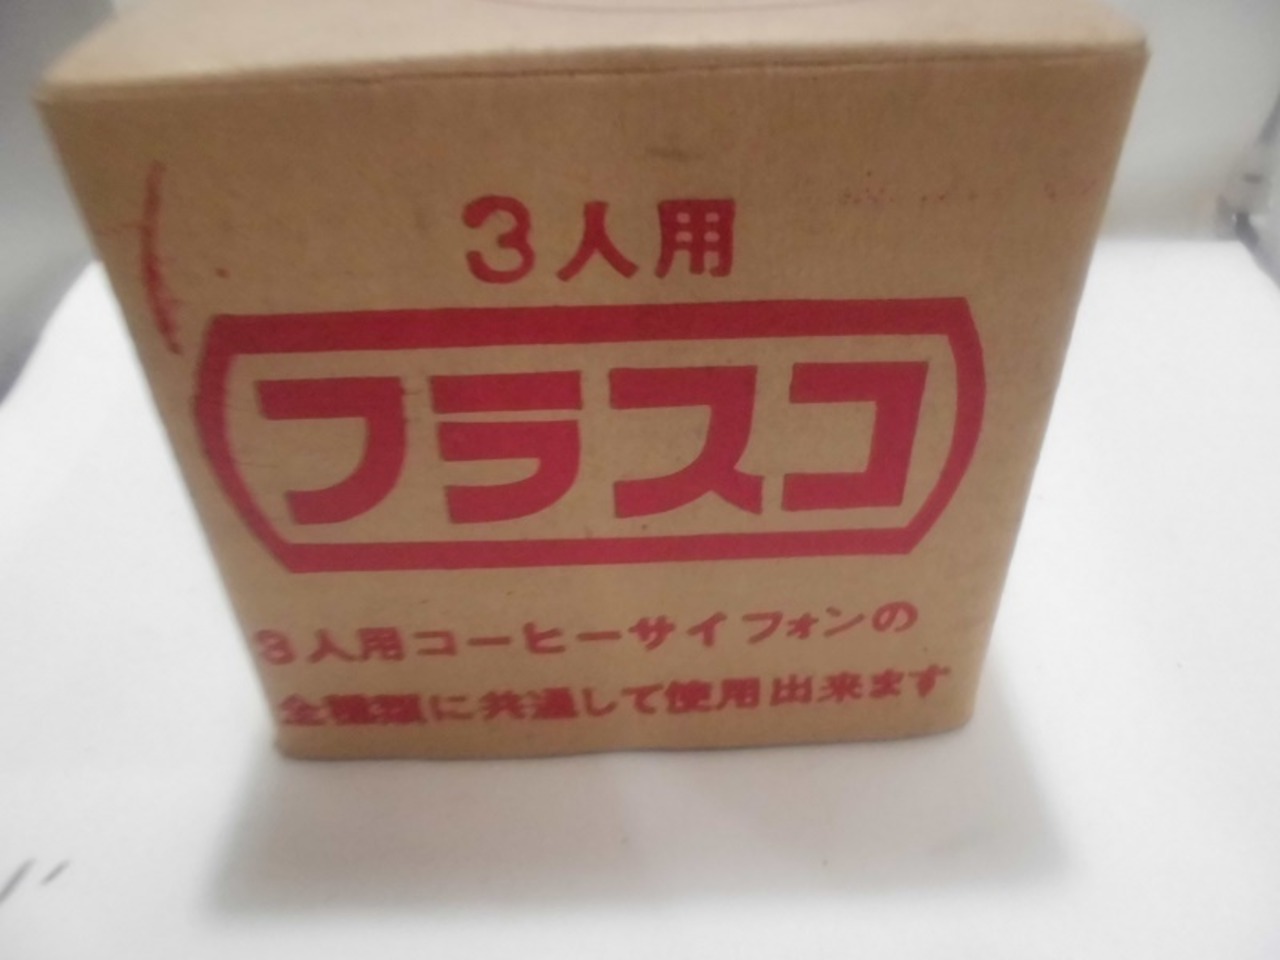 3人用
フラスコ
3人用コーヒーサイフォンの
全種類に共通して使用出来ます